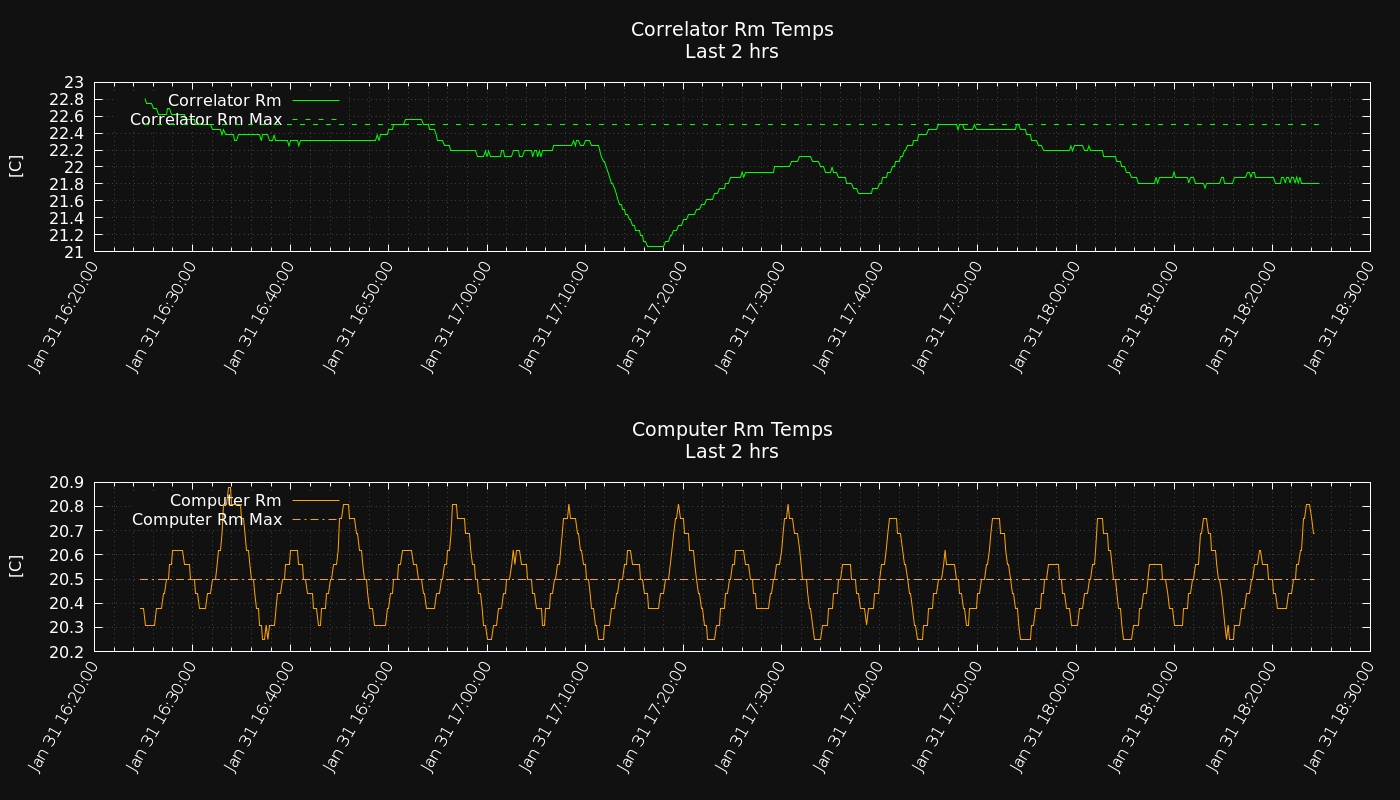 Correlator Rm Temps
Last 2 hrs
[C]
23
22.8
22.6
22.4
22.2
22
21.8
21.6
21.4
21.2
21
Correlator Rm
Correlator Rm Max
Jan 31 16:20:00
Jan 31 16:30:00
Jan 31 16:40:00
Jan 31 16:50:00
Jan 31 17:00:00
Jan 31 17:10:00
Jan 31 17:20:00
Jan 31 17:30:00
Jan 31 17:40:00
Jan 31 17:50:00
Jan 31 18:00:00
Jan 31 18:10:00
Jan 31 18:20:00
Jan 31 18:30:00
Computer Rm Temps
Last 2 hrs
[C]
20.9
20.8
20.7
20.6
20.5
20.4
20.3
20.2
Computer Rm
Computer Rm Max
Jan 31 16:20:00
Jan 31 16:30:00
Jan 31 16:40:00
Jan 31 16:50:00
Jan 31 17:00:00
Jan 31 17:10:00
Jan 31 17:20:00
Jan 31 17:30:00
Jan 31 17:40:00
Jan 31 17:50:00
Jan 31 18:00:00
Jan 31 18:10:00
Jan 31 18:20:00
Jan 31 18:30:00